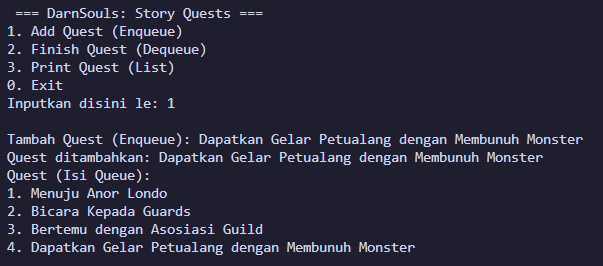 === DarnSouls: Story Quests ===
1. Add Quest (Enqueue)
2. Finish Quest (Dequeue)
3. Print Quest (List)
0. Exit
Inputkan disini le: 1
Tambah Quest (Enqueue): Dapatkan Gelar Petualang dengan Membunuh Monster
Quest ditambahkan: Dapatkan Gelar Petualang dengan Membunuh Monster
Quest (Isi Queue):
1. Menuju Anor Londo
2. Bicara Kepada Guards
3. Bertemu dengan Asosiasi Guild
4. Dapatkan Gelar Petualang dengan Membunuh Monster